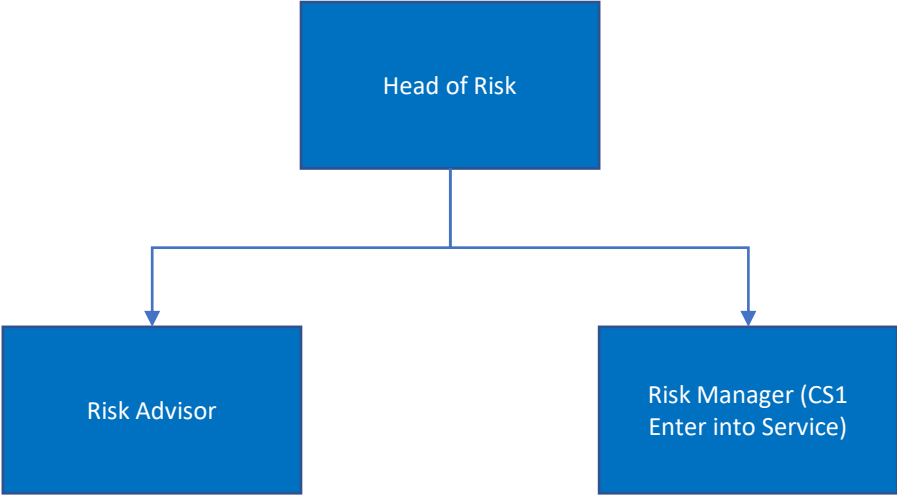 Head of Risk
Risk Advisor
Risk Manager (CS1
Enter into Service)